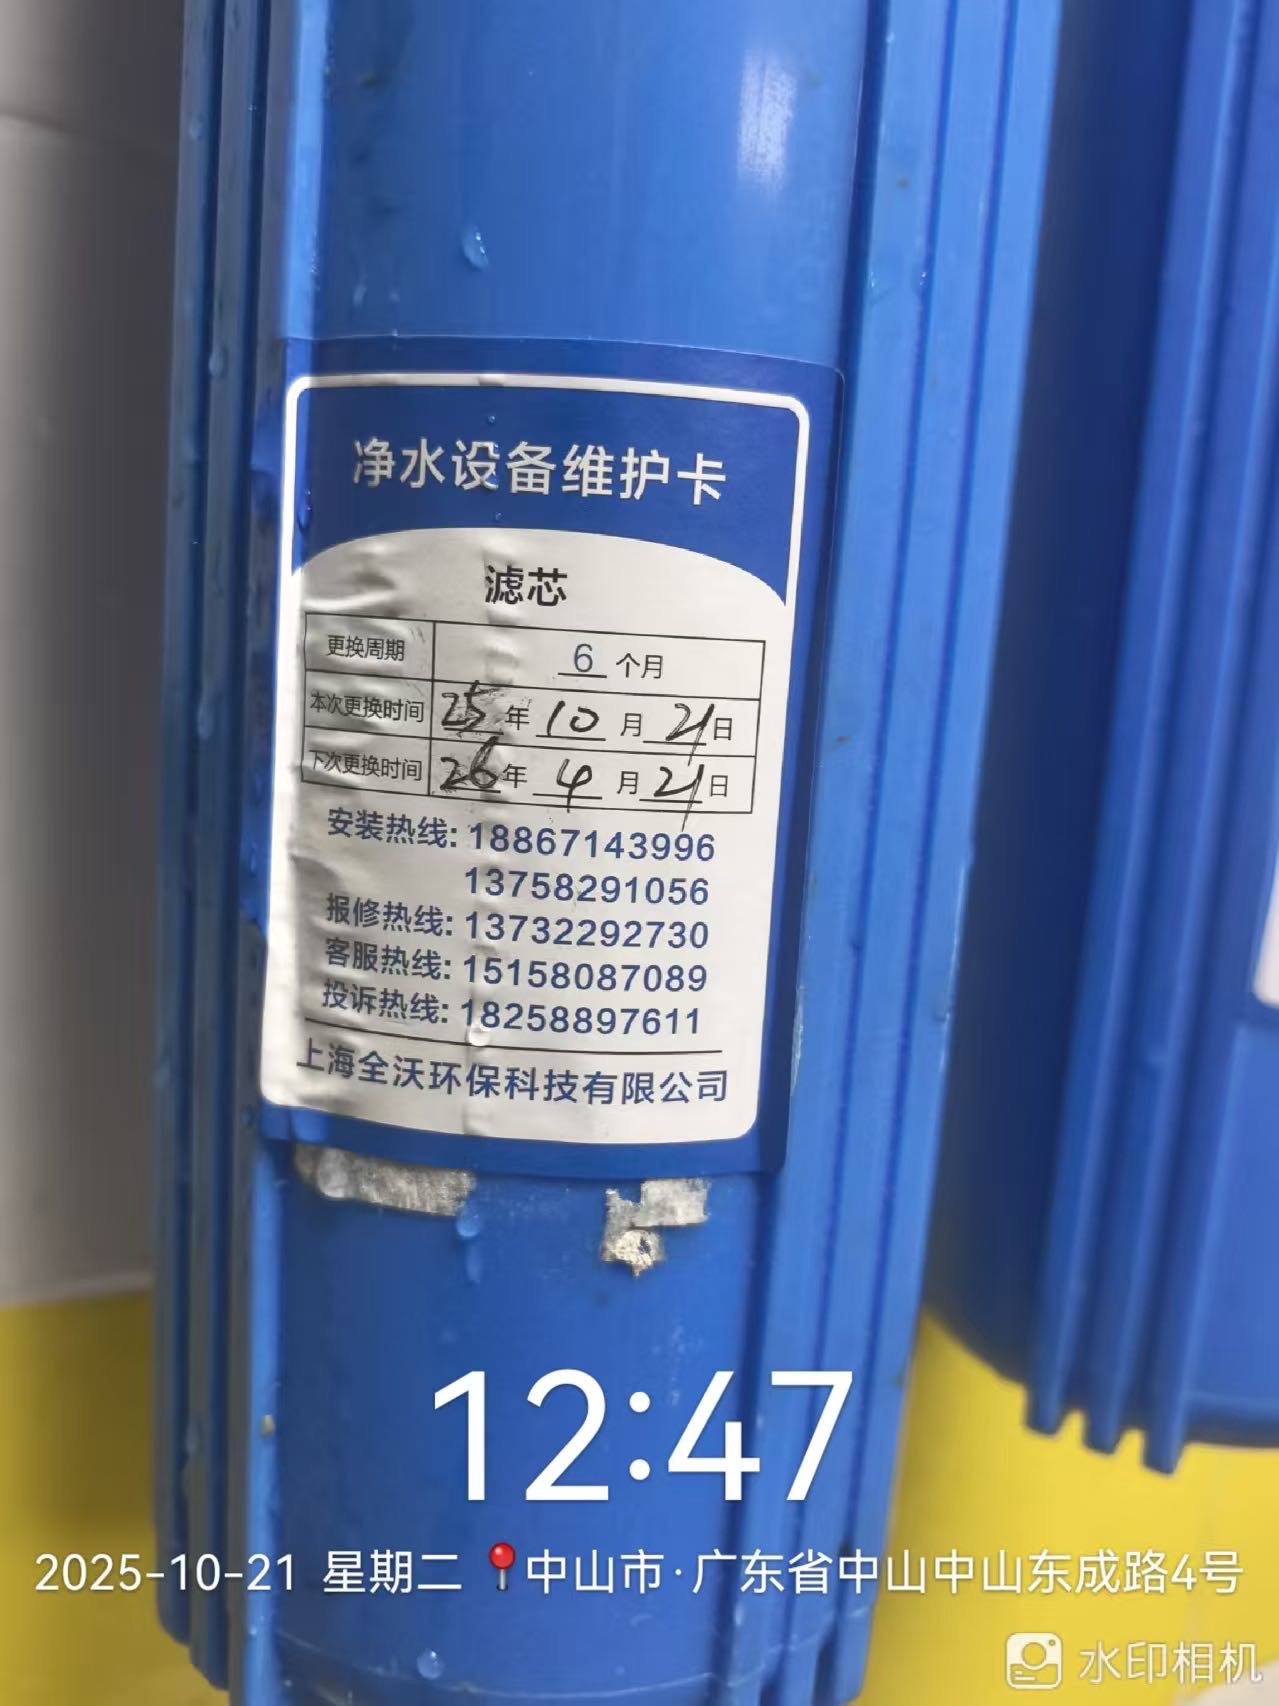 净水设备维护卡
滤芯
更换周期 6 个月
本次更换时间 25 年 10 月 21 日
下次更换时间 26 年 4 月 21 日
安装热线: 18867143996
13758291056
报修热线: 13732292730
客服热线: 15158087089
投诉热线: 18258897611
上海全沃环保科技有限公司
12:47
2025-10-21 星期二 中山市·广东省中山中山东成路4号
水印相机